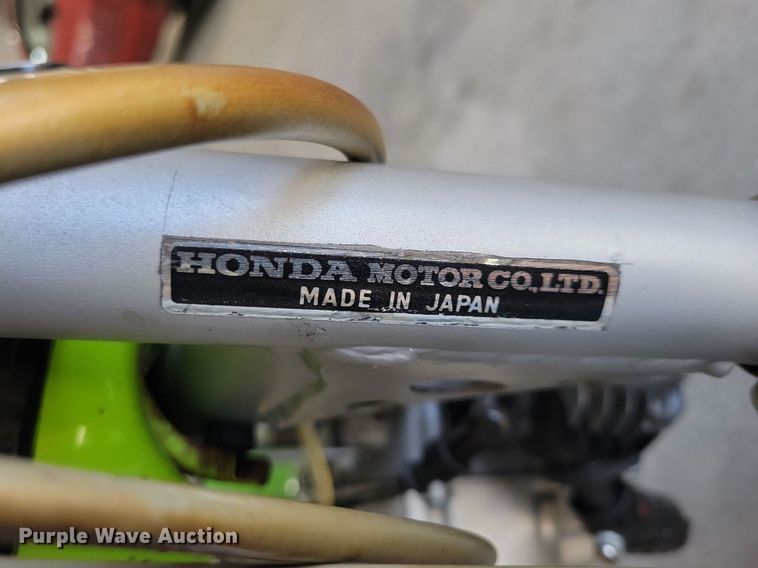 HONDA MOTOR CO., LTD.
MADE IN JAPAN
Purple Wave Auction